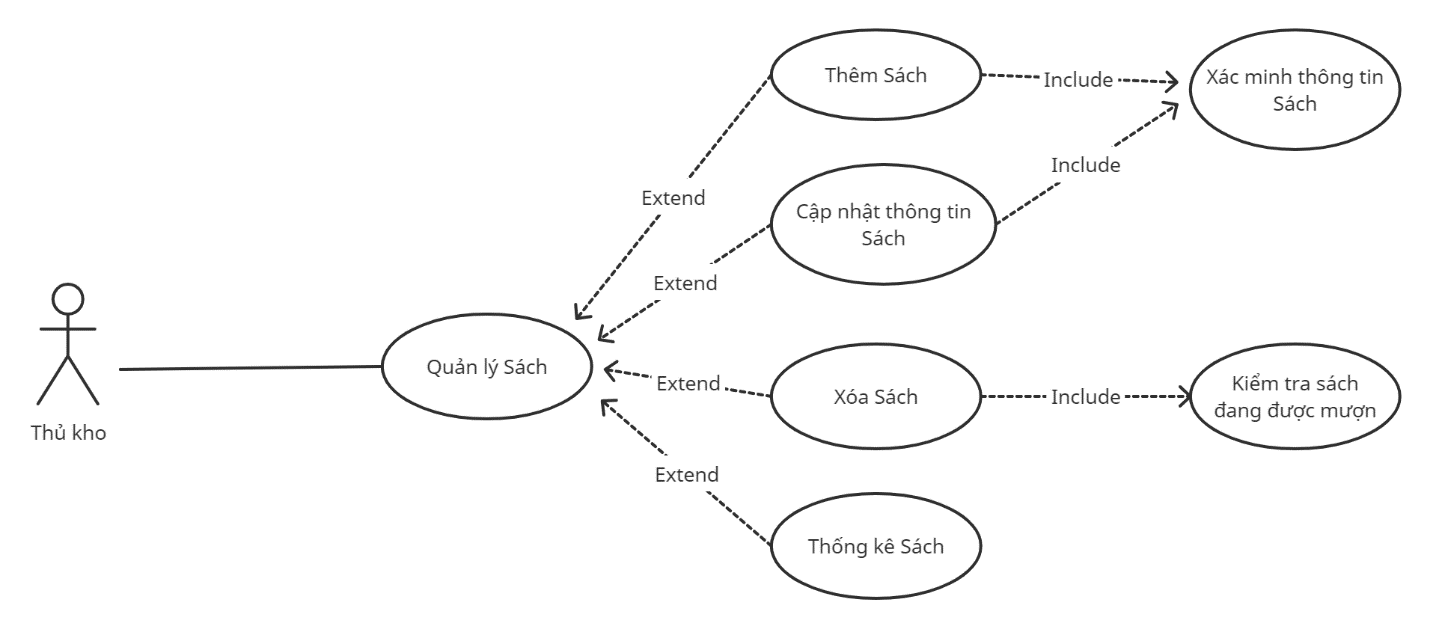 Thêm Sách
Include
Xác minh thông tin
Sách
Extend
Cập nhật thông tin
Sách
Include
Extend
Thủ kho
Quản lý Sách
Extend
Xóa Sách
Include
Kiểm tra sách
đang được mượn
Extend
Thống kê Sách